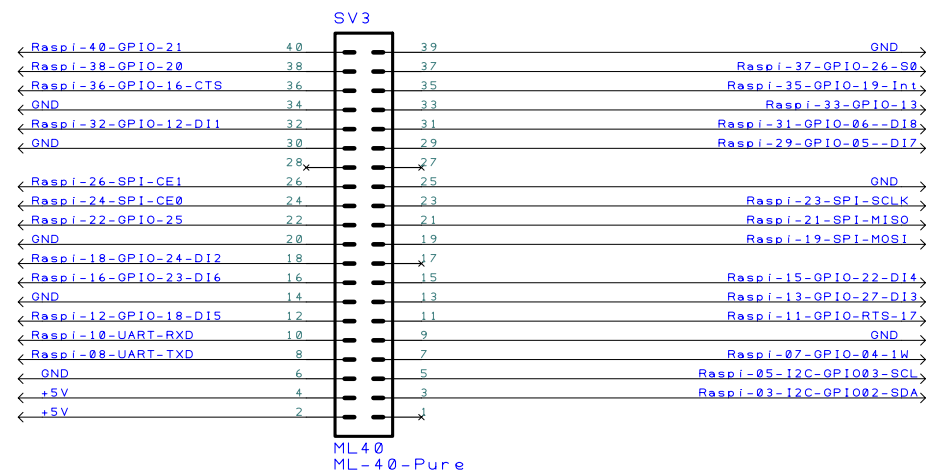 SV3
Raspi-40-GPIO-21 40 39 GND
Raspi-38-GPIO-20 38 37 Raspi-37-GPIO-26-S0
Raspi-36-GPIO-16-CTS 36 35 Raspi-35-GPIO-19-Int
GND 34 33 Raspi-33-GPIO-13
Raspi-32-GPIO-12-DI1 32 31 Raspi-31-GPIO-06--DI8
GND 30 29 Raspi-29-GPIO-05--DI7
28 27
Raspi-26-SPI-CE1 26 25 GND
Raspi-24-SPI-CE0 24 23 Raspi-23-SPI-SCLK
Raspi-22-GPIO-25 22 21 Raspi-21-SPI-MISO
GND 20 19 Raspi-19-SPI-MOSI
Raspi-18-GPIO-24-DI2 18 17
Raspi-16-GPIO-23-DI6 16 15 Raspi-15-GPIO-22-DI4
GND 14 13 Raspi-13-GPIO-27-DI3
Raspi-12-GPIO-18-DI5 12 11 Raspi-11-GPIO-RTS-17
Raspi-10-UART-RXD 10 9 GND
Raspi-08-UART-TXD 8 7 Raspi-07-GPIO-04-1W
GND 6 5 Raspi-05-I2C-GPIO03-SCL
+5V 4 3 Raspi-03-I2C-GPIO02-SDA
+5V 2 1
ML40
ML-40-Pure